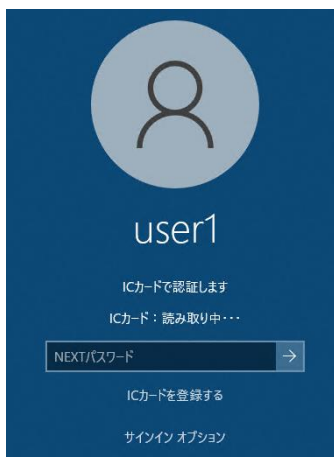 user1
ICカードで認証します
ICカード：読み取り中・・・
NEXTパスワード
ICカードを登録する
サインイン オプション